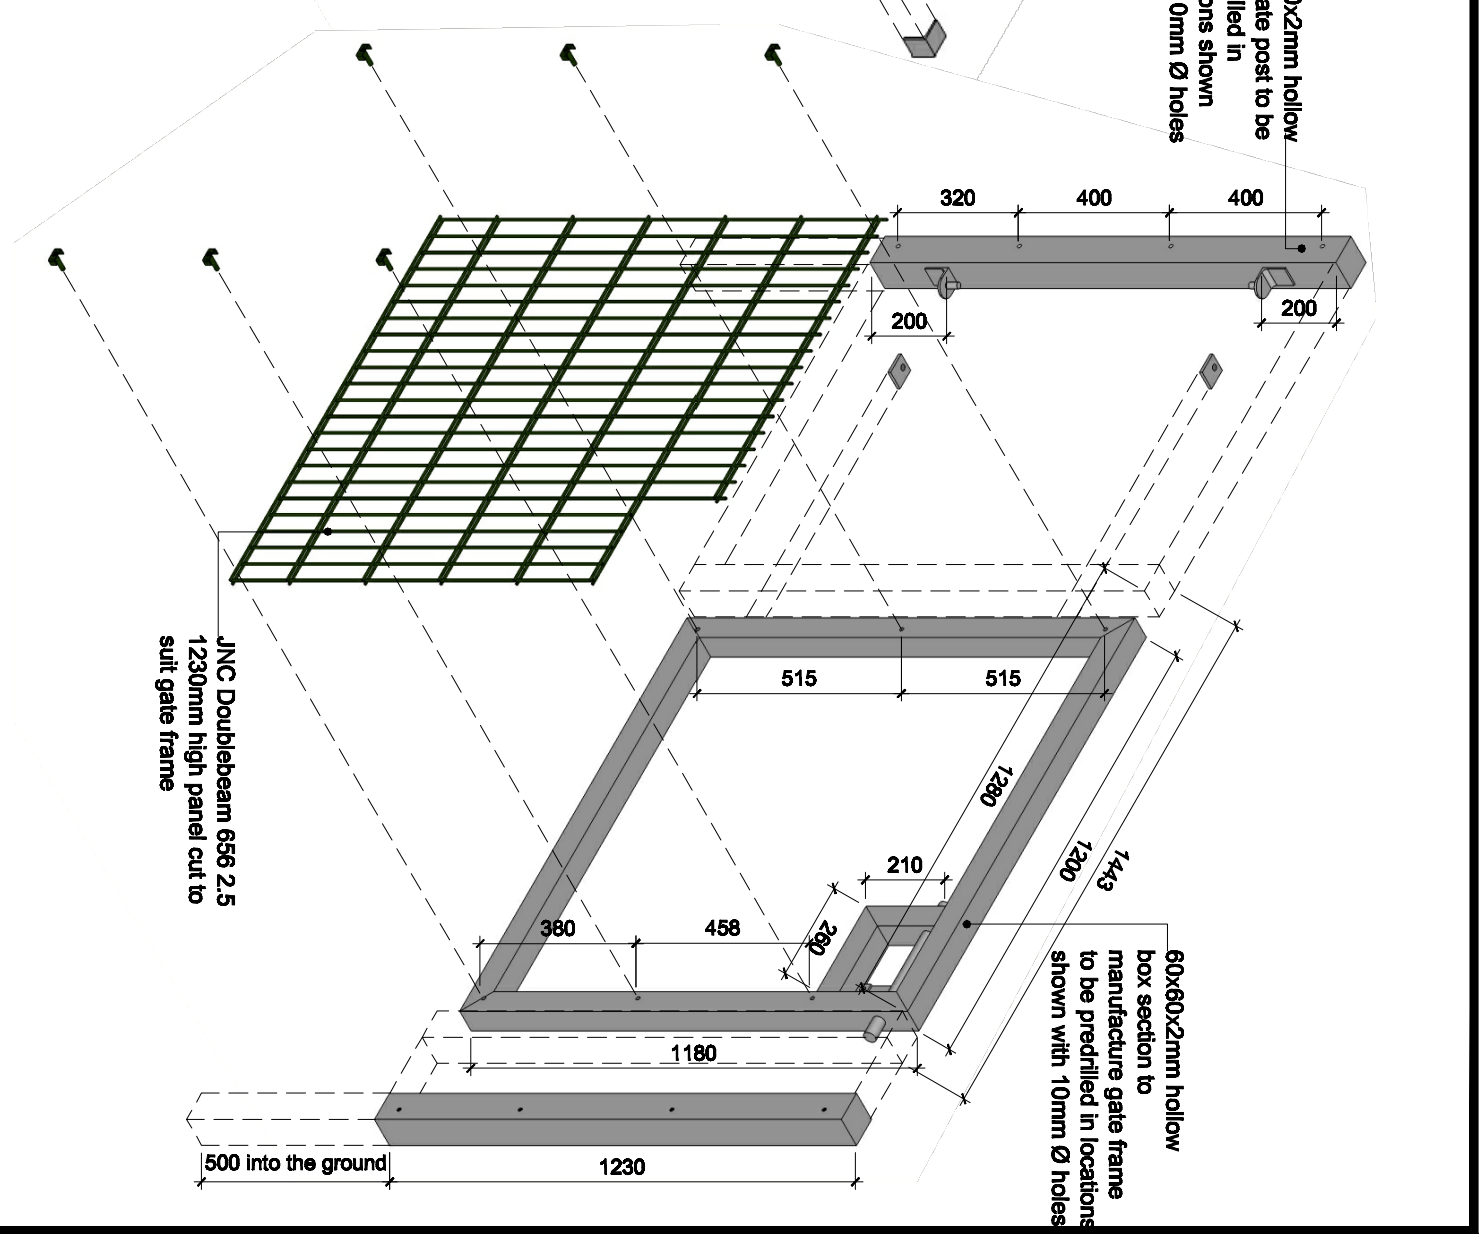 x2mm hollow
ate post to be
lled in
ons shown
0mm Ø holes
320
400
400
200
200
515
515
1280
1200
1443
210
260
380
458
1180
500 into the ground
1230
JNC Doublebeam 656 2.5
1230mm high panel cut to
suit gate frame
60x60x2mm hollow
box section to
manufacture gate frame
to be predrilled in locations
shown with 10mm Ø holes